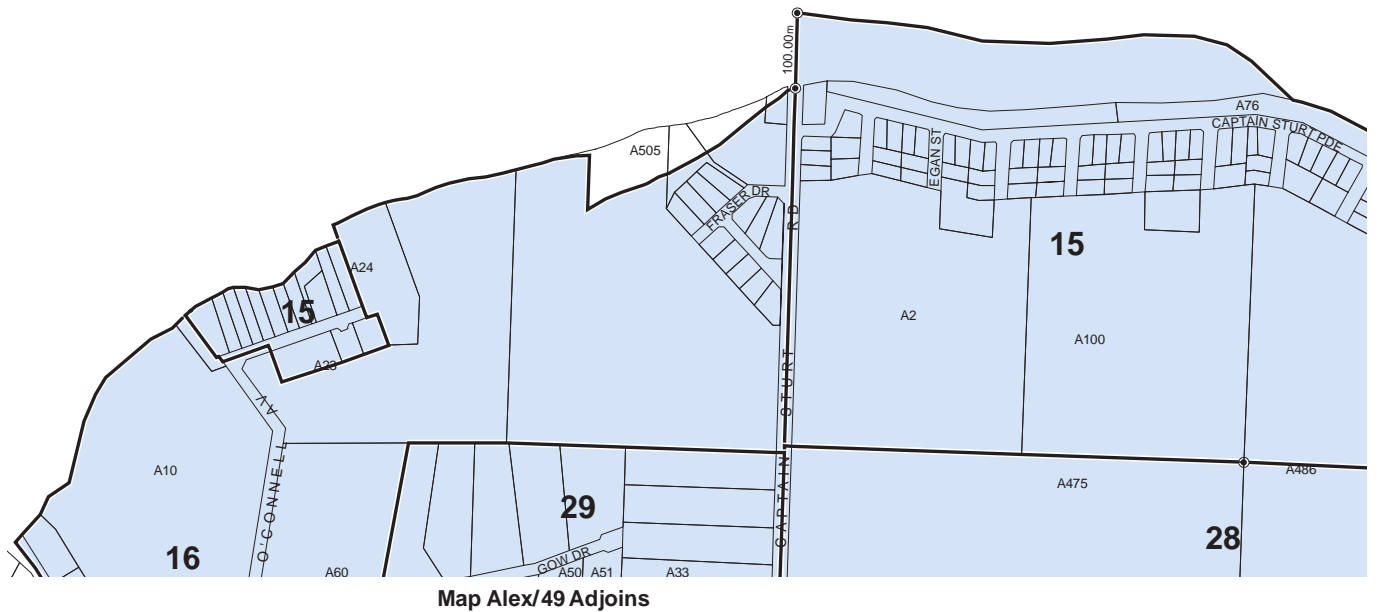 100.00m
A76
CAPTAIN STURT PDE
EGAN ST
A505
FRASER DR
RD
15
A24
15
A2
A100
A23
STURT
AV
A10
O'CONNELL
A475
A486
CAPTAIN
29
28
16
GOW DR
A60
A50
A51
A33
Map Alex/49 Adjoins